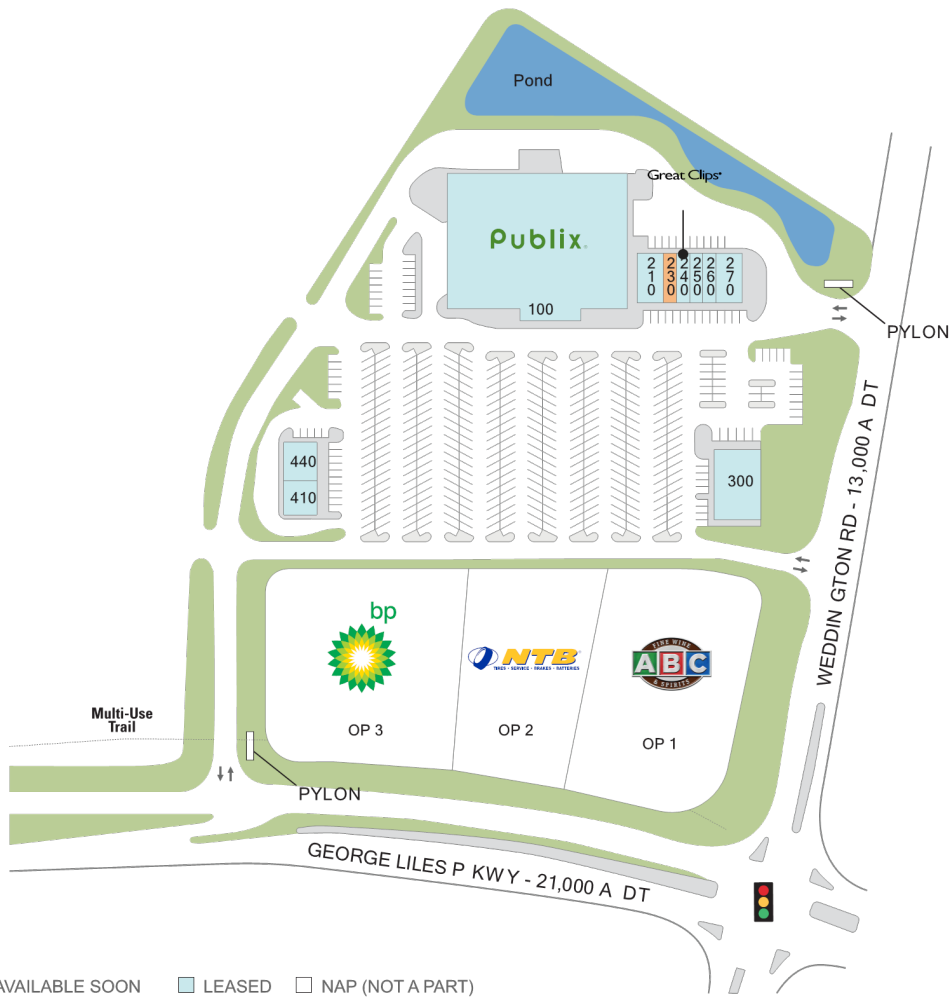 Pond
Great Clips
Publix
210
230
240
250
260
270
100
PYLON
440
410
300
WEDDIN GTON RD - 13,000 A DT
bp
NTB
TIRES - SERVICE - BRAKES - BATTERIES
FINE WINE
ABC
& SPIRITS
OP 3
OP 2
OP 1
Multi-Use
Trail
PYLON
GEORGE LILES P KWY - 21,000 A DT
AVAILABLE SOON
LEASED
NAP (NOT A PART)